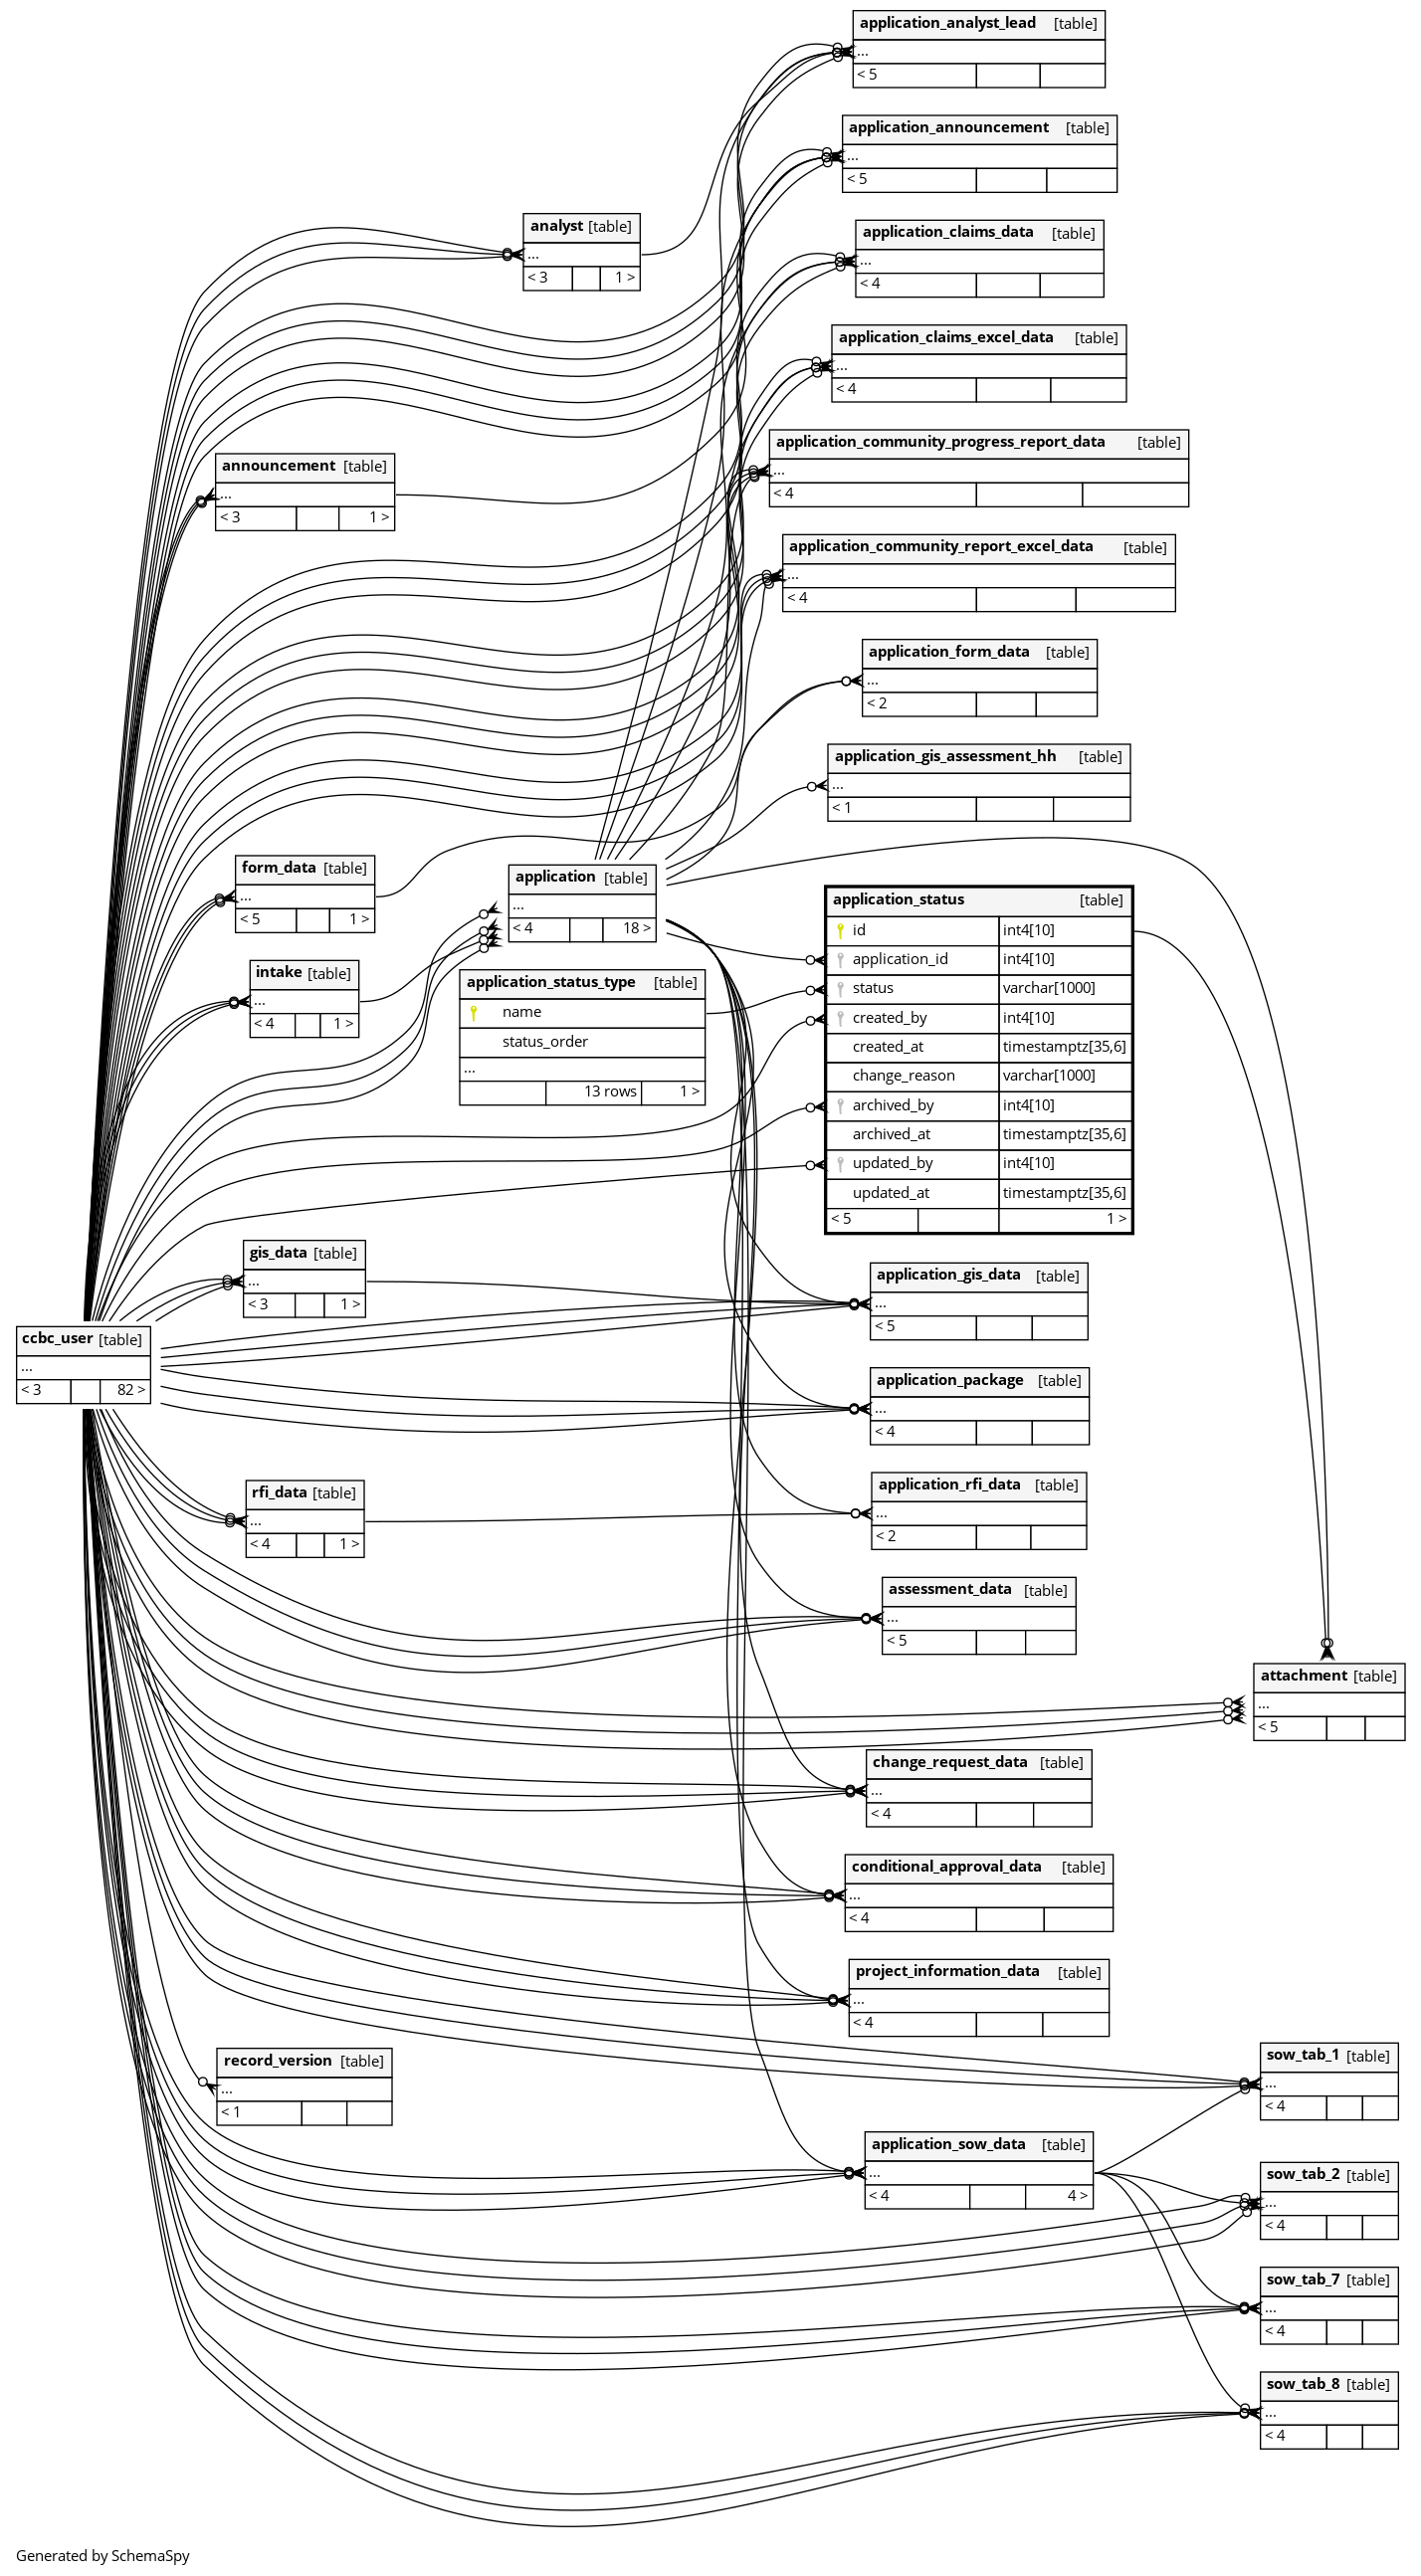 application_analyst_lead [table]
...
< 5
application_announcement [table]
...
< 5
analyst [table]
...
< 3 1 >
application_claims_data [table]
...
< 4
application_claims_excel_data [table]
...
< 4
application_community_progress_report_data [table]
...
< 4
announcement [table]
...
< 3 1 >
application_community_report_excel_data [table]
...
< 4
application_form_data [table]
...
< 2
application_gis_assessment_hh [table]
...
< 1
form_data [table]
...
< 5 1 >
application [table]
...
< 4 18 >
intake [table]
...
< 4 1 >
application_status_type [table]
name
status_order
...
13 rows 1 >
application_status [table]
id int4[10]
application_id int4[10]
status varchar[1000]
created_by int4[10]
created_at timestamptz[35,6]
change_reason varchar[1000]
archived_by int4[10]
archived_at timestamptz[35,6]
updated_by int4[10]
updated_at timestamptz[35,6]
< 5 1 >
gis_data [table]
...
< 3 1 >
application_gis_data [table]
...
< 5
ccbc_user [table]
...
< 3 82 >
application_package [table]
...
< 4
rfi_data [table]
...
< 4 1 >
application_rfi_data [table]
...
< 2
assessment_data [table]
...
< 5
attachment [table]
...
< 5
change_request_data [table]
...
< 4
conditional_approval_data [table]
...
< 4
project_information_data [table]
...
< 4
record_version [table]
...
< 1
sow_tab_1 [table]
...
< 4
application_sow_data [table]
...
< 4 4 >
sow_tab_2 [table]
...
< 4
sow_tab_7 [table]
...
< 4
sow_tab_8 [table]
...
< 4
Generated by SchemaSpy